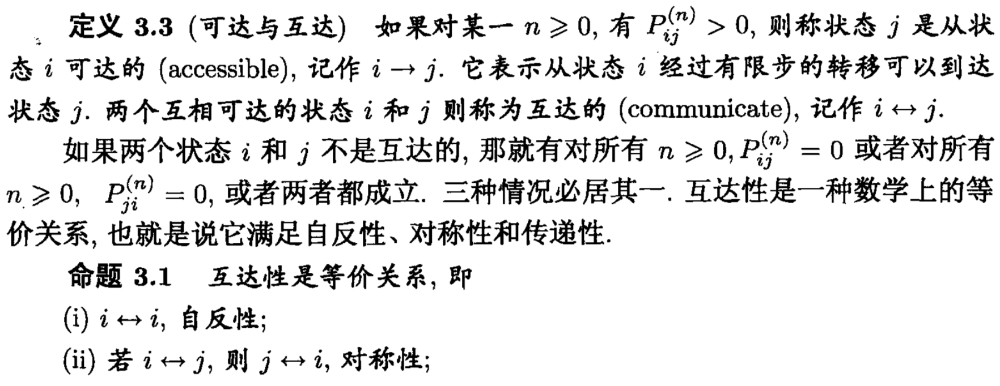 定义 3.3 (可达与互达) 如果对某一 n ⩾ 0, 有 P_{ij}^{(n)} > 0, 则称状态 j 是从状
态 i 可达的 (accessible), 记作 i → j. 它表示从状态 i 经过有限步的转移可以到达
状态 j. 两个互相可达的状态 i 和 j 则称为互达的 (communicate), 记作 i ↔ j.
如果两个状态 i 和 j 不是互达的, 那就有对所有 n ⩾ 0, P_{ij}^{(n)} = 0 或者对所有
n ⩾ 0, P_{ji}^{(n)} = 0, 或者两者都成立. 三种情况必居其一. 互达性是一种数学上的等
价关系, 也就是说它满足自反性、对称性和传递性.
命题 3.1 互达性是等价关系, 即
(i) i ↔ i, 自反性;
(ii) 若 i ↔ j, 则 j ↔ i, 对称性;